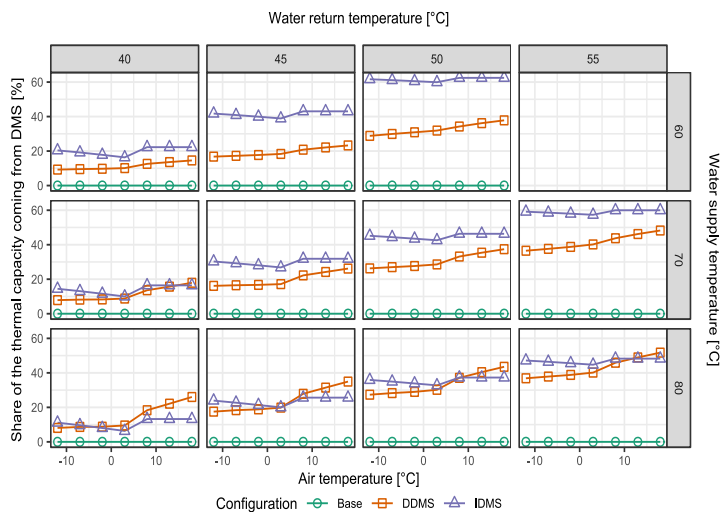 Water return temperature [°C]
40 45 50 55
60
40
20
0
60
60
40
20
0
70
60
40
20
0
80
-10 0 10 -10 0 10 -10 0 10 -10 0 10
Share of the thermal capacity coming from DMS [%]
Water supply temperature [°C]
Air temperature [°C]
Configuration Base DDMS IDMS